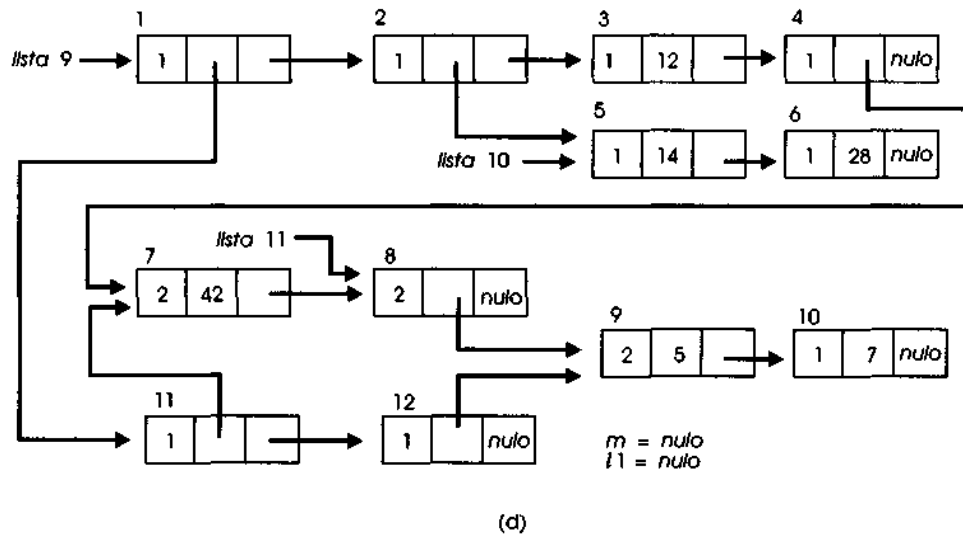 1 2 3 4
lista 9 1 1 1 12 1 nulo
5 6
lista 10 1 14 1 28 nulo
lista 11
7 8
2 42 2 nulo
9 10
2 5 1 7 nulo
11 12
1 1 nulo
m = nulo
l1 = nulo
(d)